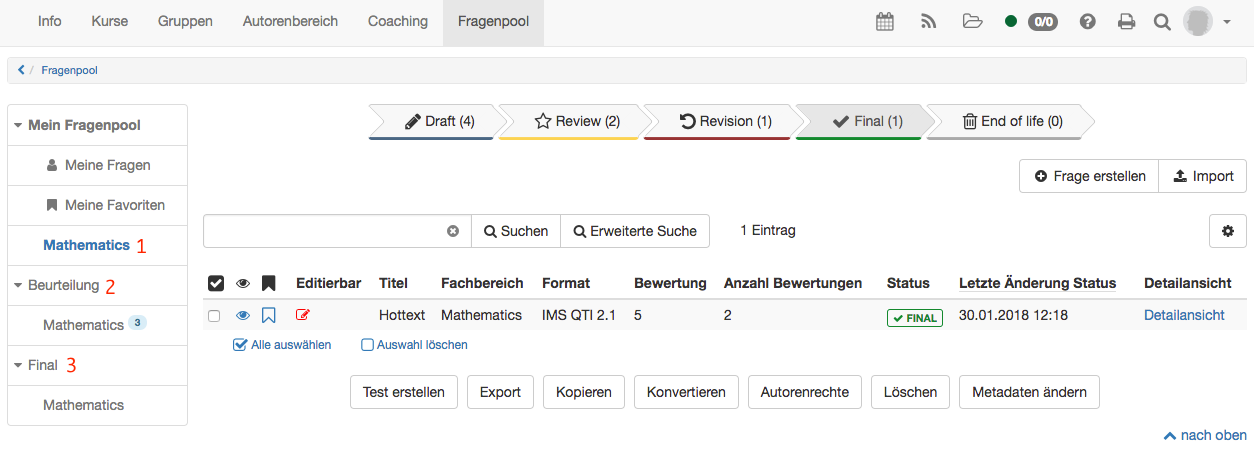 Info Kurse Gruppen Autorenbereich Coaching Fragenpool 0/0
/ Fragenpool
Mein Fragenpool
Meine Fragen
Meine Favoriten
Mathematics 1
Beurteilung 2
Mathematics 3
Final 3
Mathematics
Draft (4) Review (2) Revision (1) Final (1) End of life (0)
Frage erstellen Import
Suchen Erweiterte Suche 1 Eintrag
Editierbar Titel Fachbereich Format Bewertung Anzahl Bewertungen Status Letzte Änderung Status Detailansicht
Hottext Mathematics IMS QTI 2.1 5 2 FINAL 30.01.2018 12:18 Detailansicht
Alle auswählen Auswahl löschen
Test erstellen Export Kopieren Konvertieren Autorenrechte Löschen Metadaten ändern
nach oben